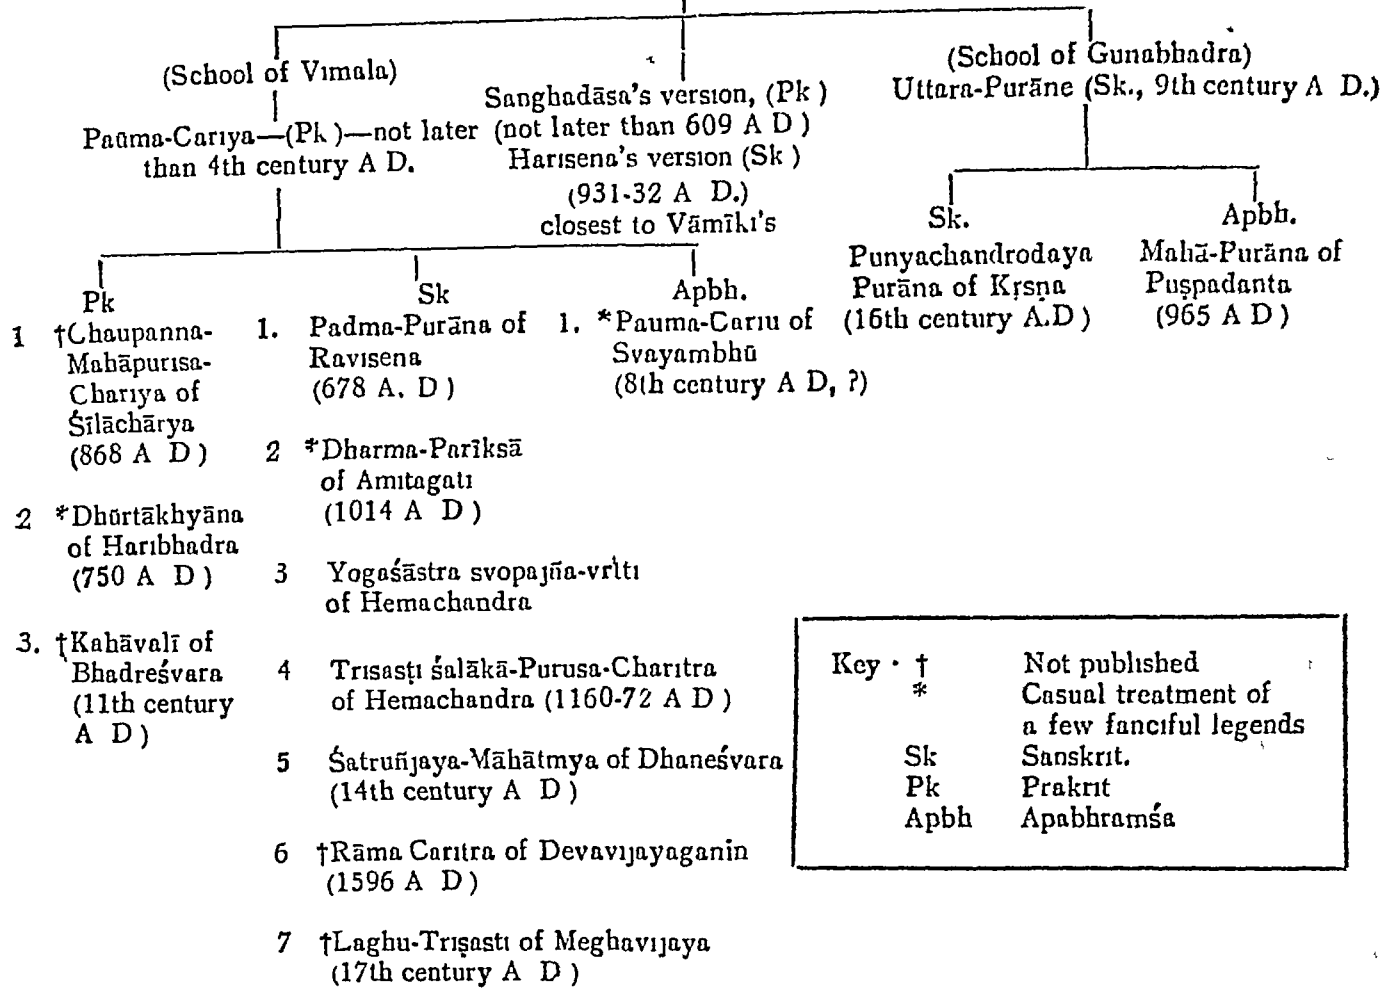 (School of Vimala)
Paūma-Cariya—(Pk )—not later
than 4th century A D.
Sanghadāsa's version, (Pk )
(not later than 609 A D )
Harisena's version (Sk )
(931-32 A D.)
closest to Vāmīki's
(School of Gunabhadra)
Uttara-Purāne (Sk., 9th century A D.)
Sk.
Punyachandrodaya
Purāna of Kṛsṇa
(16th century A.D )
Apbh.
Mahā-Purāna of
Puṣpadanta
(965 A D )
Pk
1 †Chaupanna-
Mahāpurisa-
Chariya of
Śīlāchārya
(868 A D )
2 *Dhūrtākhyāna
of Haribhadra
(750 A D )
3. †Kahāvalī of
Bhadreśvara
(11th century
A D )
Sk
1. Padma-Purāna of
Ravisena
(678 A. D )
2 *Dharma-Parīksā
of Amitagati
(1014 A D )
3 Yogaśāstra svopajña-vritti
of Hemachandra
4 Trisaṣṭi śalākā-Purusa-Charitra
of Hemachandra (1160-72 A D )
5 Śatruñjaya-Māhātmya of Dhaneśvara
(14th century A D )
6 †Rāma Caritra of Devavijayaganin
(1596 A D )
7 †Laghu-Triṣasti of Meghavijaya
(17th century A D )
Apbh.
1. *Pauma-Cariu of
Svayambhū
(8th century A D, ?)
Key · † Not published
* Casual treatment of
a few fanciful legends
Sk Sanskrit.
Pk Prakrit
Apbh Apabhramśa